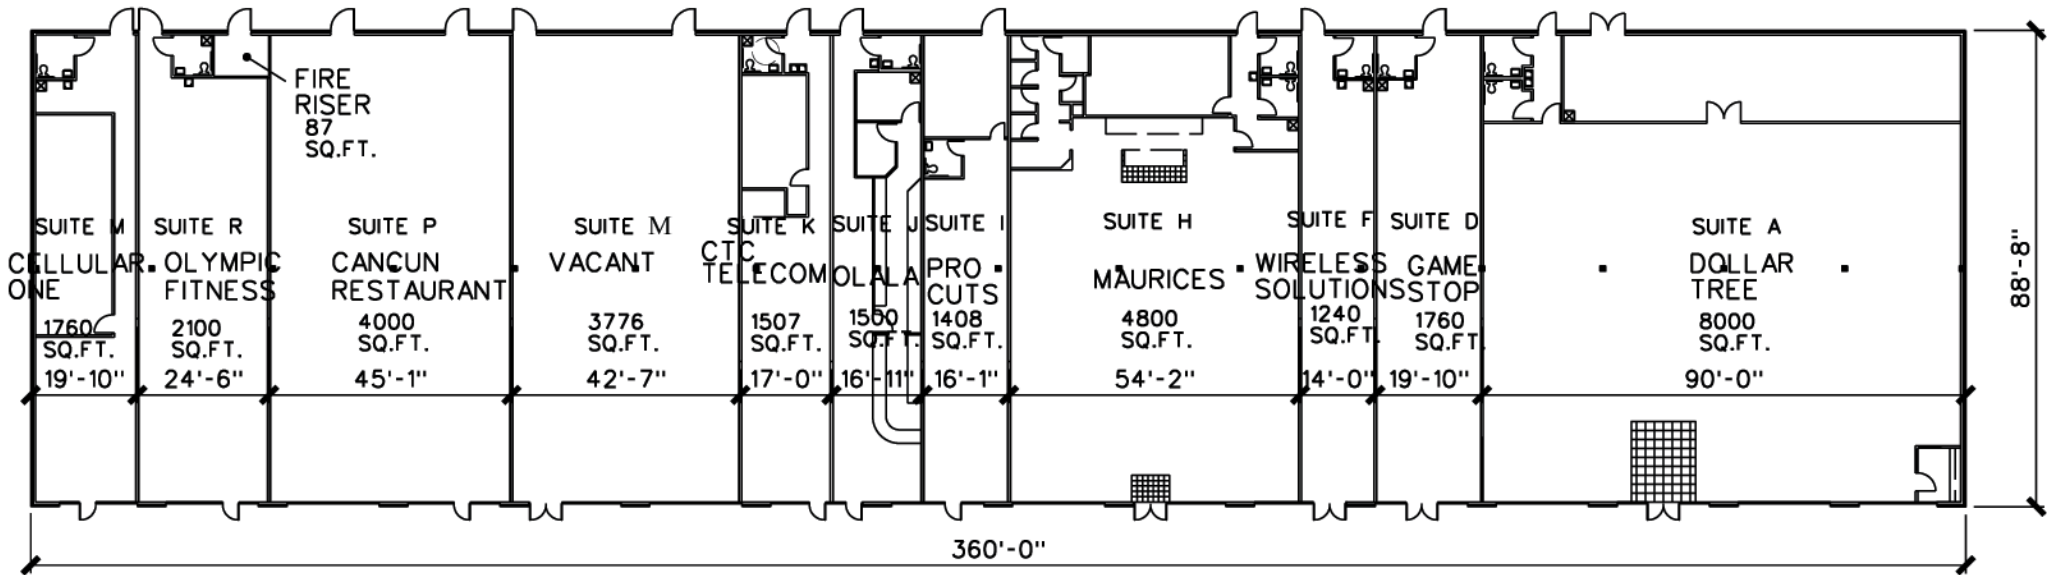 FIRE
RISER
87
SQ.FT.
SUITE M
CELLULAR
ONE
1760
SQ.FT.
19'-10"
SUITE R
OLYMPIC
FITNESS
2100
SQ.FT.
24'-6"
SUITE P
CANCUN
RESTAURANT
4000
SQ.FT.
45'-1"
SUITE M
VACANT
3776
SQ.FT.
42'-7"
SUITE K
CTC
TELECOM
1507
SQ.FT.
17'-0"
SUITE J
OLALA
1500
SQ.FT.
16'-11"
SUITE I
PRO
CUTS
1408
SQ.FT.
16'-1"
SUITE H
MAURICES
4800
SQ.FT.
54'-2"
SUITE F
WIRELESS
SOLUTIONS
1240
SQ.FT.
14'-0"
SUITE D
GAME
STOP
1760
SQ.FT.
19'-10"
SUITE A
DOLLAR
TREE
8000
SQ.FT.
90'-0"
88'-8"
360'-0"